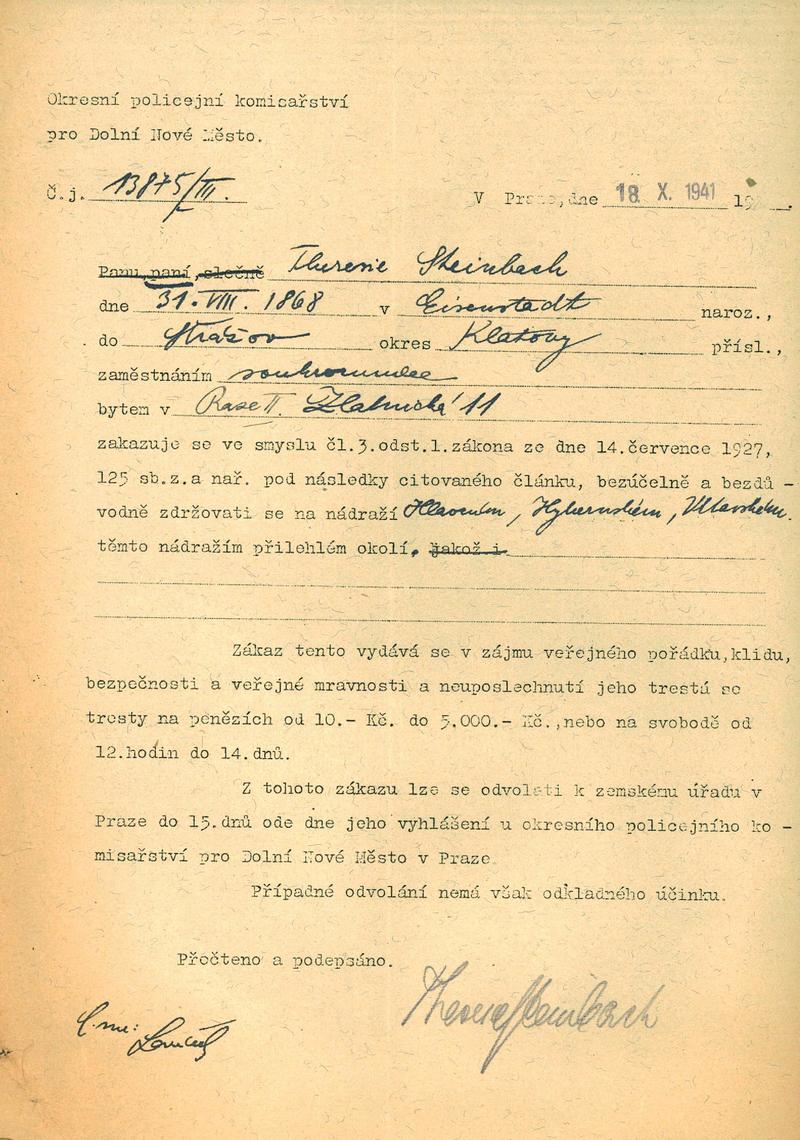 Okresní policejní komisařství
pro Dolní Nové Město.
Č.j. 13875/III.
V Praze, dne 18. X. 1941 19
Panu, paní, slečně Theresie Steinbach
dne 31. VIII. 1868 v Eisenstadt naroz.,
do Strážov okres Klatovy přísl.,
zaměstnáním soukromnice
bytem v Praze II. Zlatnická 11
zakazuje se ve smyslu čl.3.odst.1.zákona ze dne 14.července 1927,
125 sb.z.a nař. pod následky citovaného článku, bezúčelně a bezdů -
vodně zdržovati se na nádraží Hlavním, Hybernském, Vltavském.
těmto nádražím přilehlém okolí, jakož i
Zákaz tento vydává se v zájmu veřejného pořádku,klidu,
bezpečnosti a veřejné mravnosti a neuposlechnutí jeho trestá se
tresty na penězích od 10.- Kč. do 5.000.- Kč.,nebo na svobodě od
12.hodin do 14.dnů.
Z tohoto zákazu lze se odvolati k zemskému úřadu v
Praze do 15.dnů ode dne jeho vyhlášení u okresního policejního ko -
misařství pro Dolní Nové Město v Praze
Případné odvolání nemá však odkladného účinku.
Přečteno a podepsáno.
Therese Steinbach